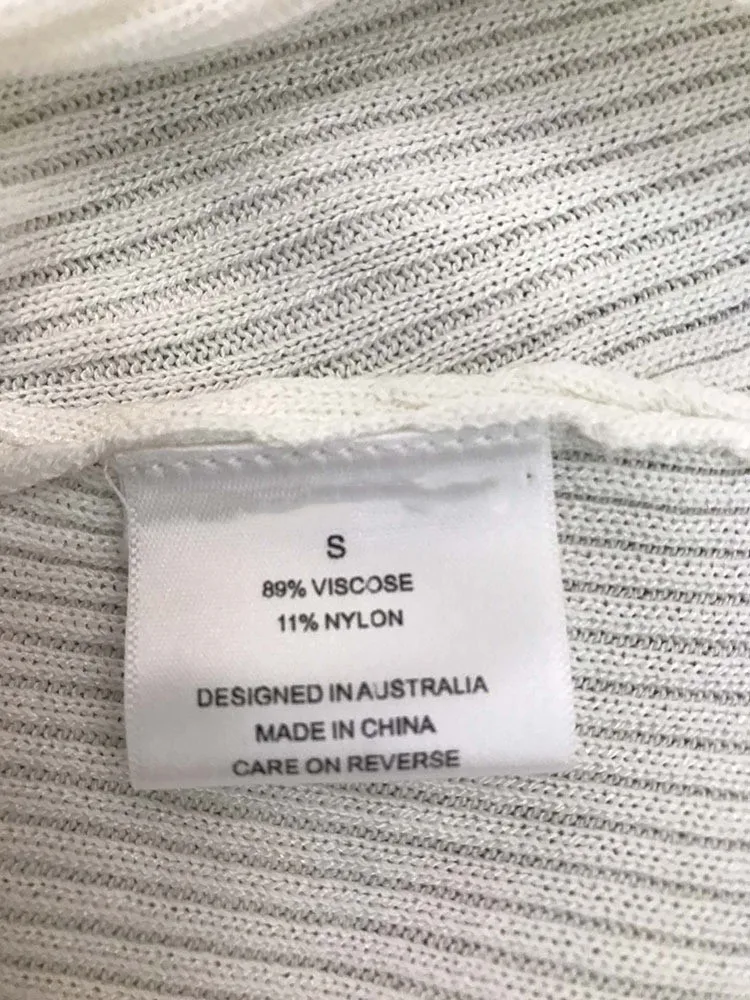 S
89% VISCOSE
11% NYLON
DESIGNED IN AUSTRALIA
MADE IN CHINA
CARE ON REVERSE